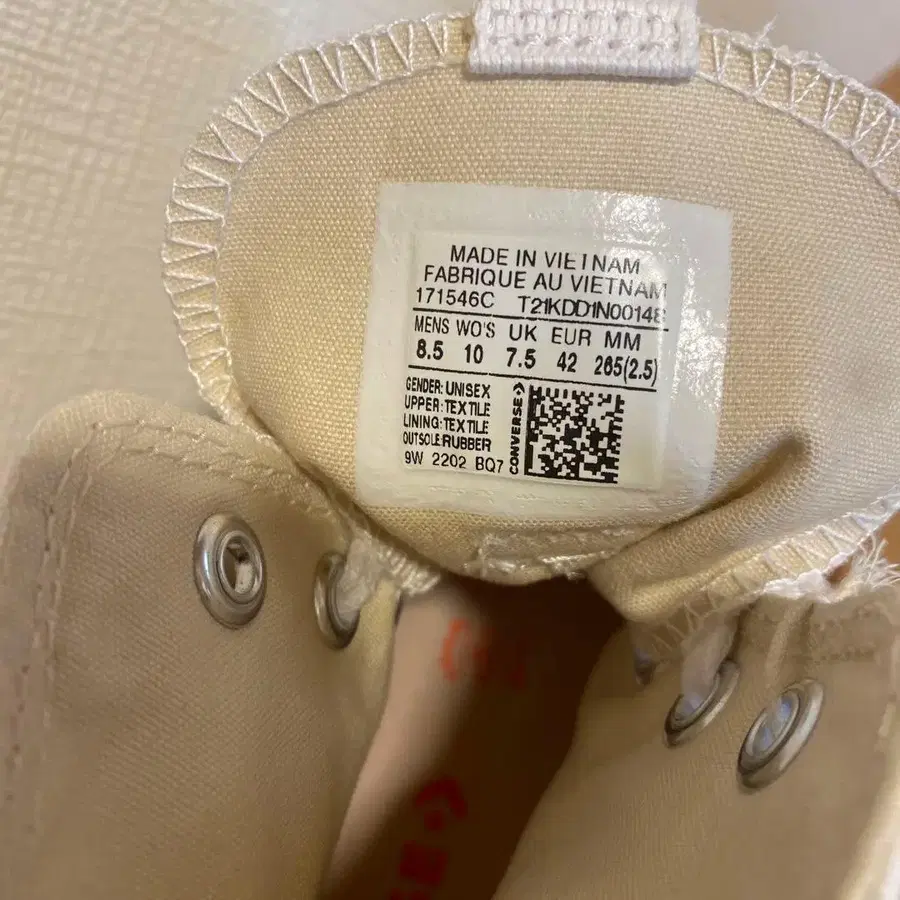 MADE IN VIETNAM
FABRIQUE AU VIETNAM
171546C T21KDD1N00148
MENS WO'S UK EUR MM
8.5 10 7.5 42 265(2.5)
GENDER: UNISEX
UPPER: TEXTILE
LINING: TEXTILE
OUTSOLE: RUBBER
9W 2202 BQ7
CONVERSE